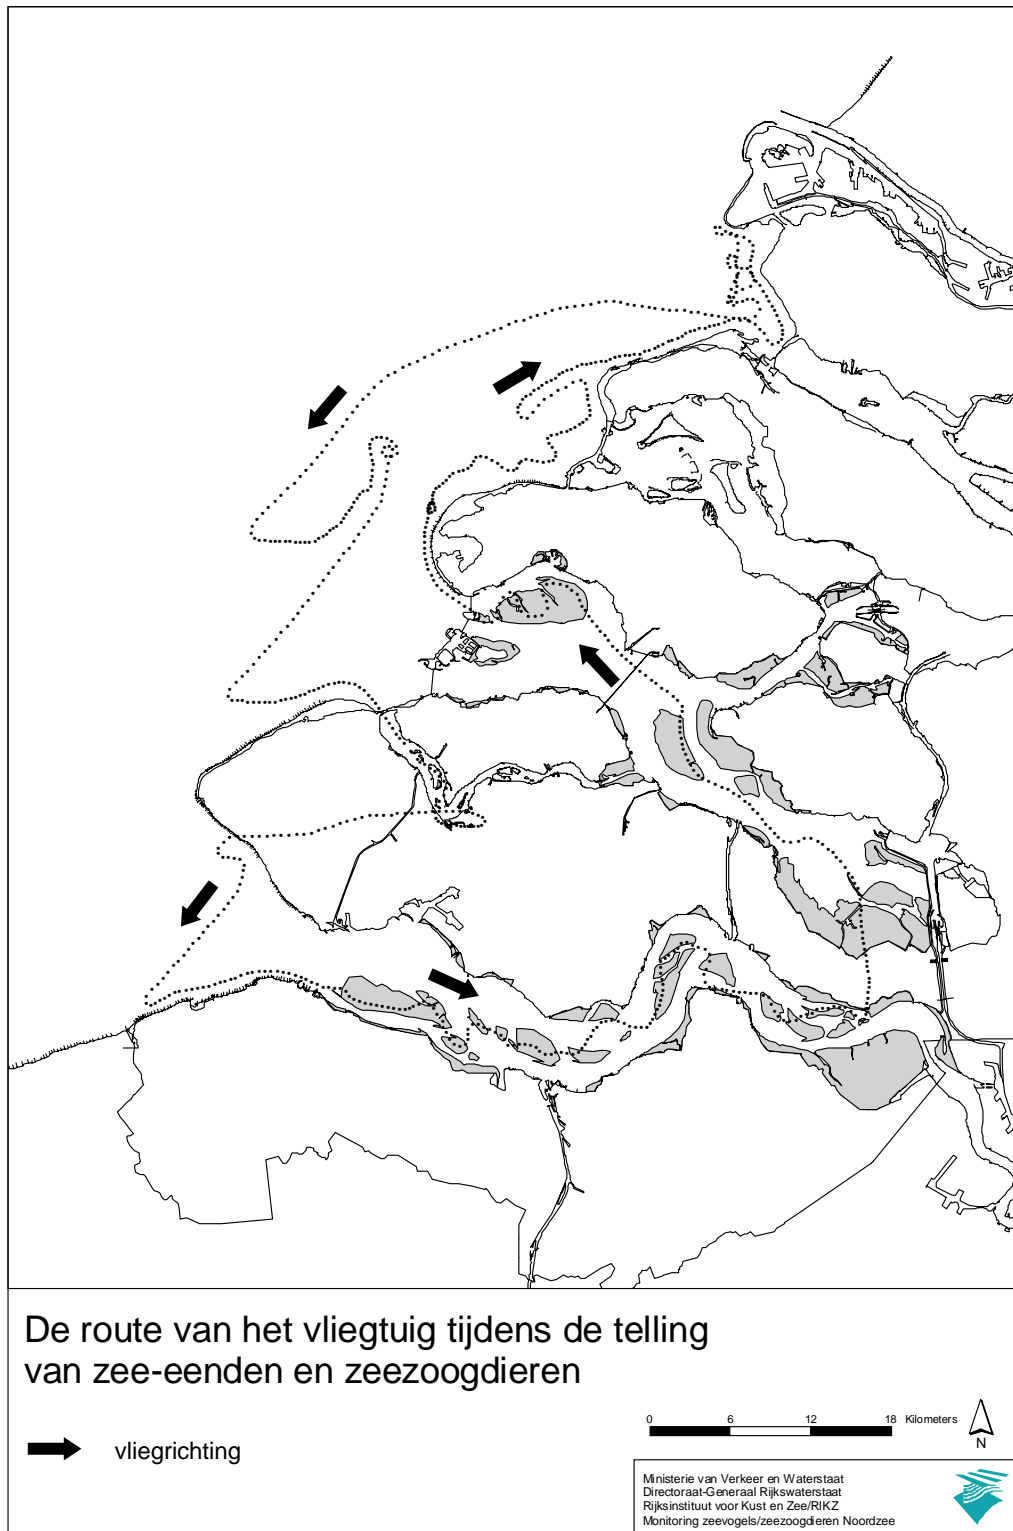 De route van het vliegtuig tijdens de telling
van zee-eenden en zeezoogdieren
vliegrichting
0 6 12 18 Kilometers
N
Ministerie van Verkeer en Waterstaat
Directoraat-Generaal Rijkswaterstaat
Rijksinstituut voor Kust en Zee/RIKZ
Monitoring zeevogels/zeezoogdieren Noordzee